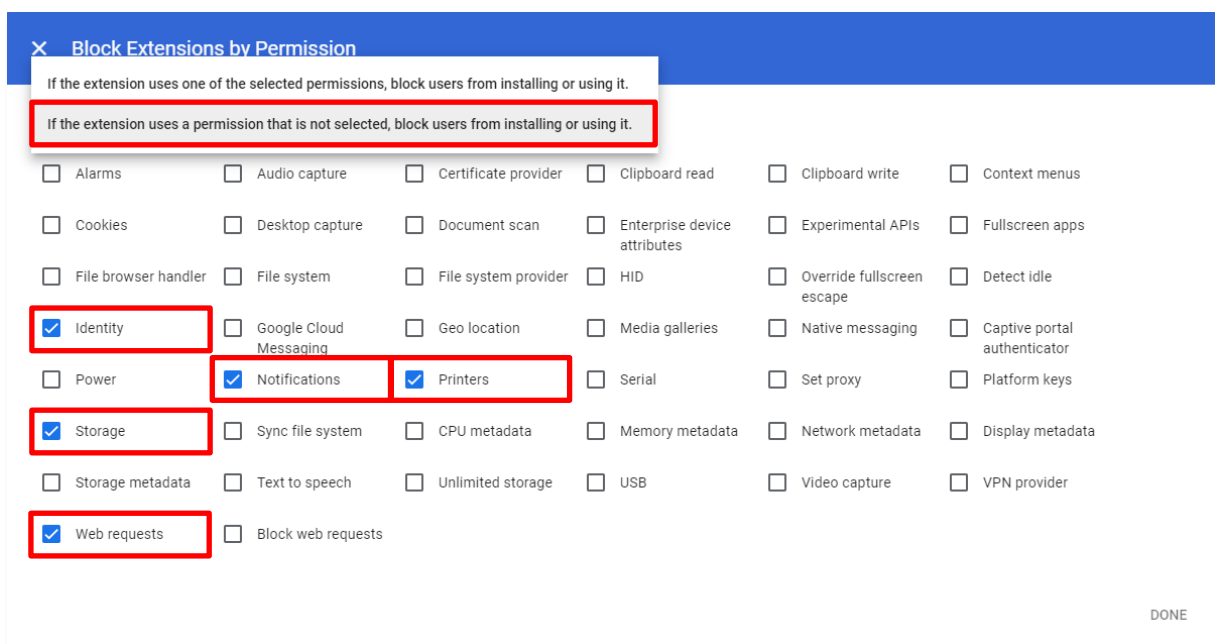 Block Extensions by Permission
If the extension uses one of the selected permissions, block users from installing or using it.
If the extension uses a permission that is not selected, block users from installing or using it.
Alarms Audio capture Certificate provider Clipboard read Clipboard write Context menus
Cookies Desktop capture Document scan Enterprise device attributes Experimental APIs Fullscreen apps
File browser handler File system File system provider HID Override fullscreen escape Detect idle
Identity Google Cloud Messaging Geo location Media galleries Native messaging Captive portal authenticator
Power Notifications Printers Serial Set proxy Platform keys
Storage Sync file system CPU metadata Memory metadata Network metadata Display metadata
Storage metadata Text to speech Unlimited storage USB Video capture VPN provider
Web requests Block web requests
DONE